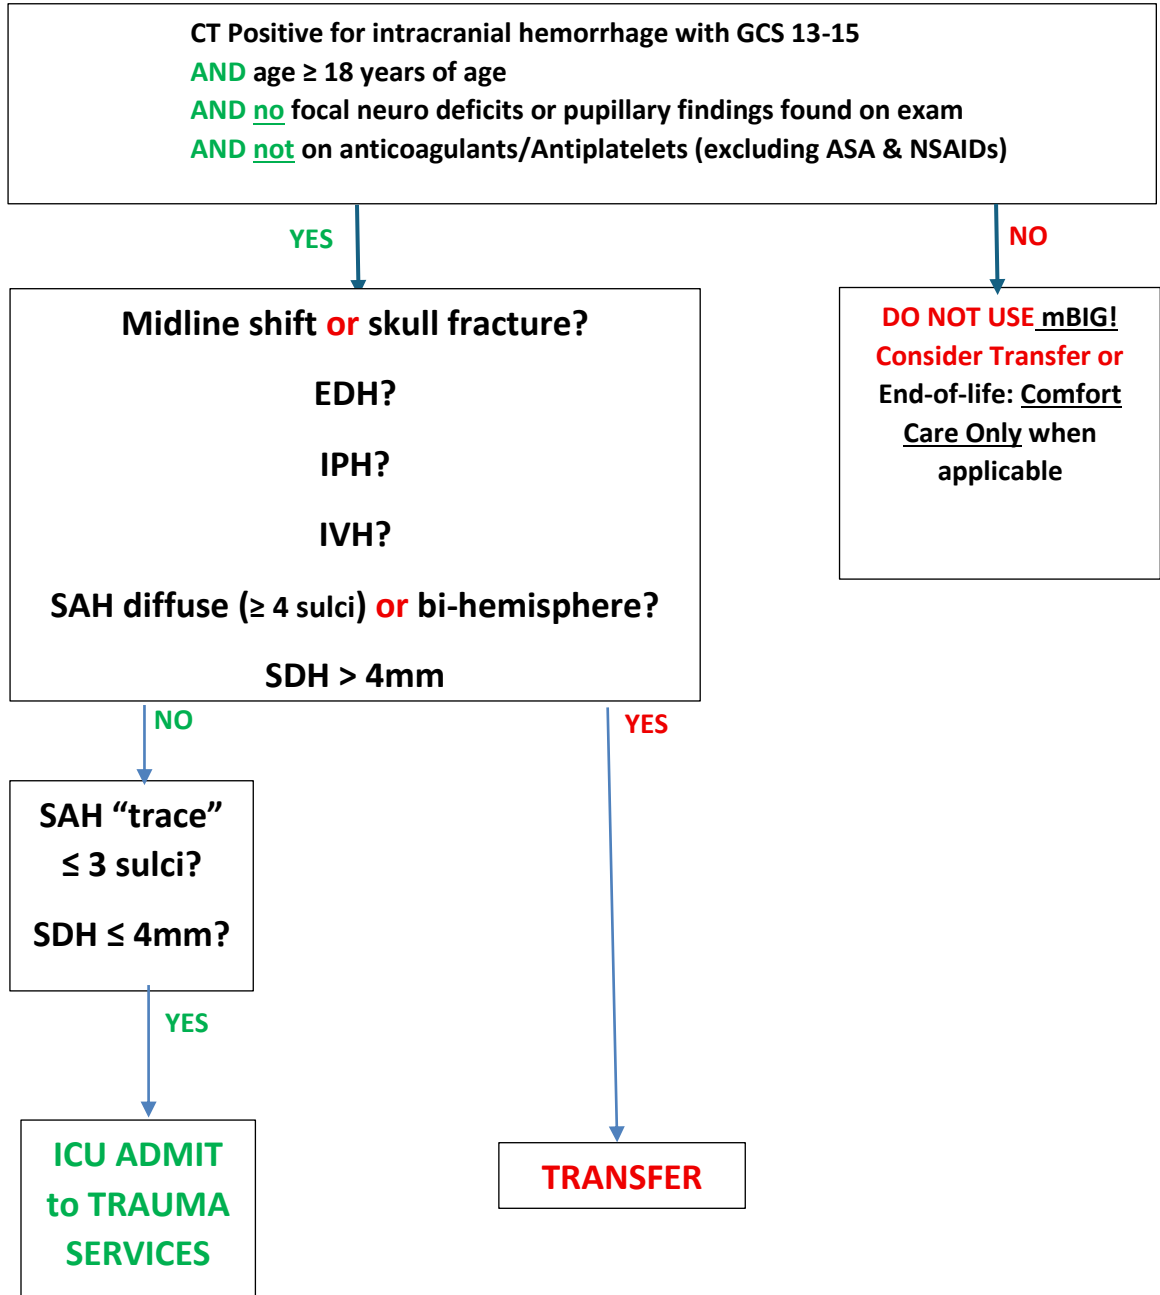 CT Positive for intracranial hemorrhage with GCS 13-15
AND age ≥ 18 years of age
AND no focal neuro deficits or pupillary findings found on exam
AND not on anticoagulants/Antiplatelets (excluding ASA & NSAIDs)
YES
NO
Midline shift or skull fracture?
EDH?
IPH?
IVH?
SAH diffuse (≥ 4 sulci) or bi-hemisphere?
SDH > 4mm
DO NOT USE mBIG!
Consider Transfer or
End-of-life: Comfort
Care Only when
applicable
NO
YES
SAH “trace”
≤ 3 sulci?
SDH ≤ 4mm?
YES
ICU ADMIT
to TRAUMA
SERVICES
TRANSFER